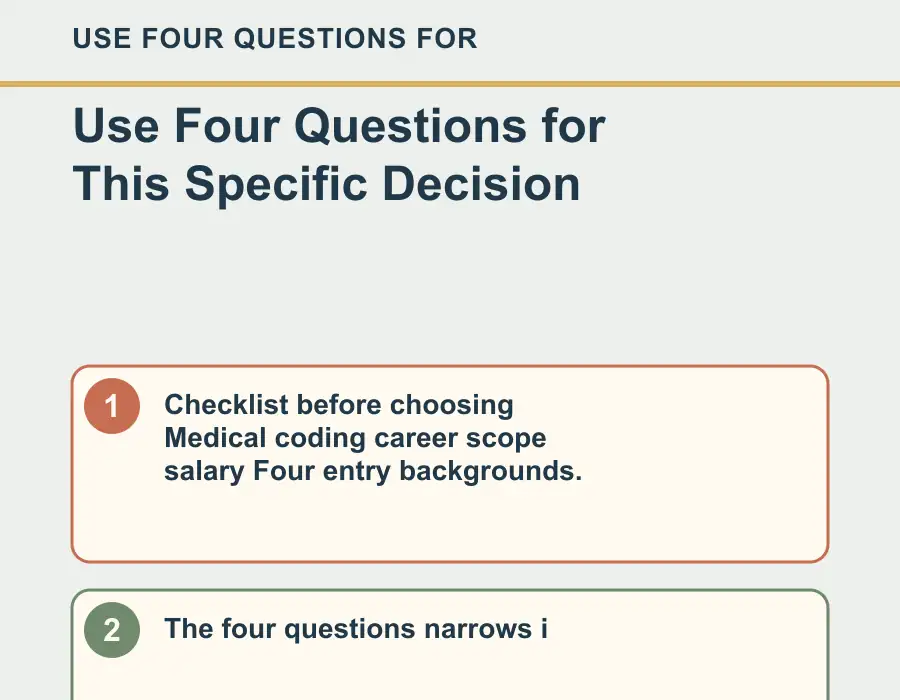 USE FOUR QUESTIONS FOR
Use Four Questions for
This Specific Decision
1
Checklist before choosing
Medical coding career scope
salary Four entry backgrounds.
2
The four questions narrows i